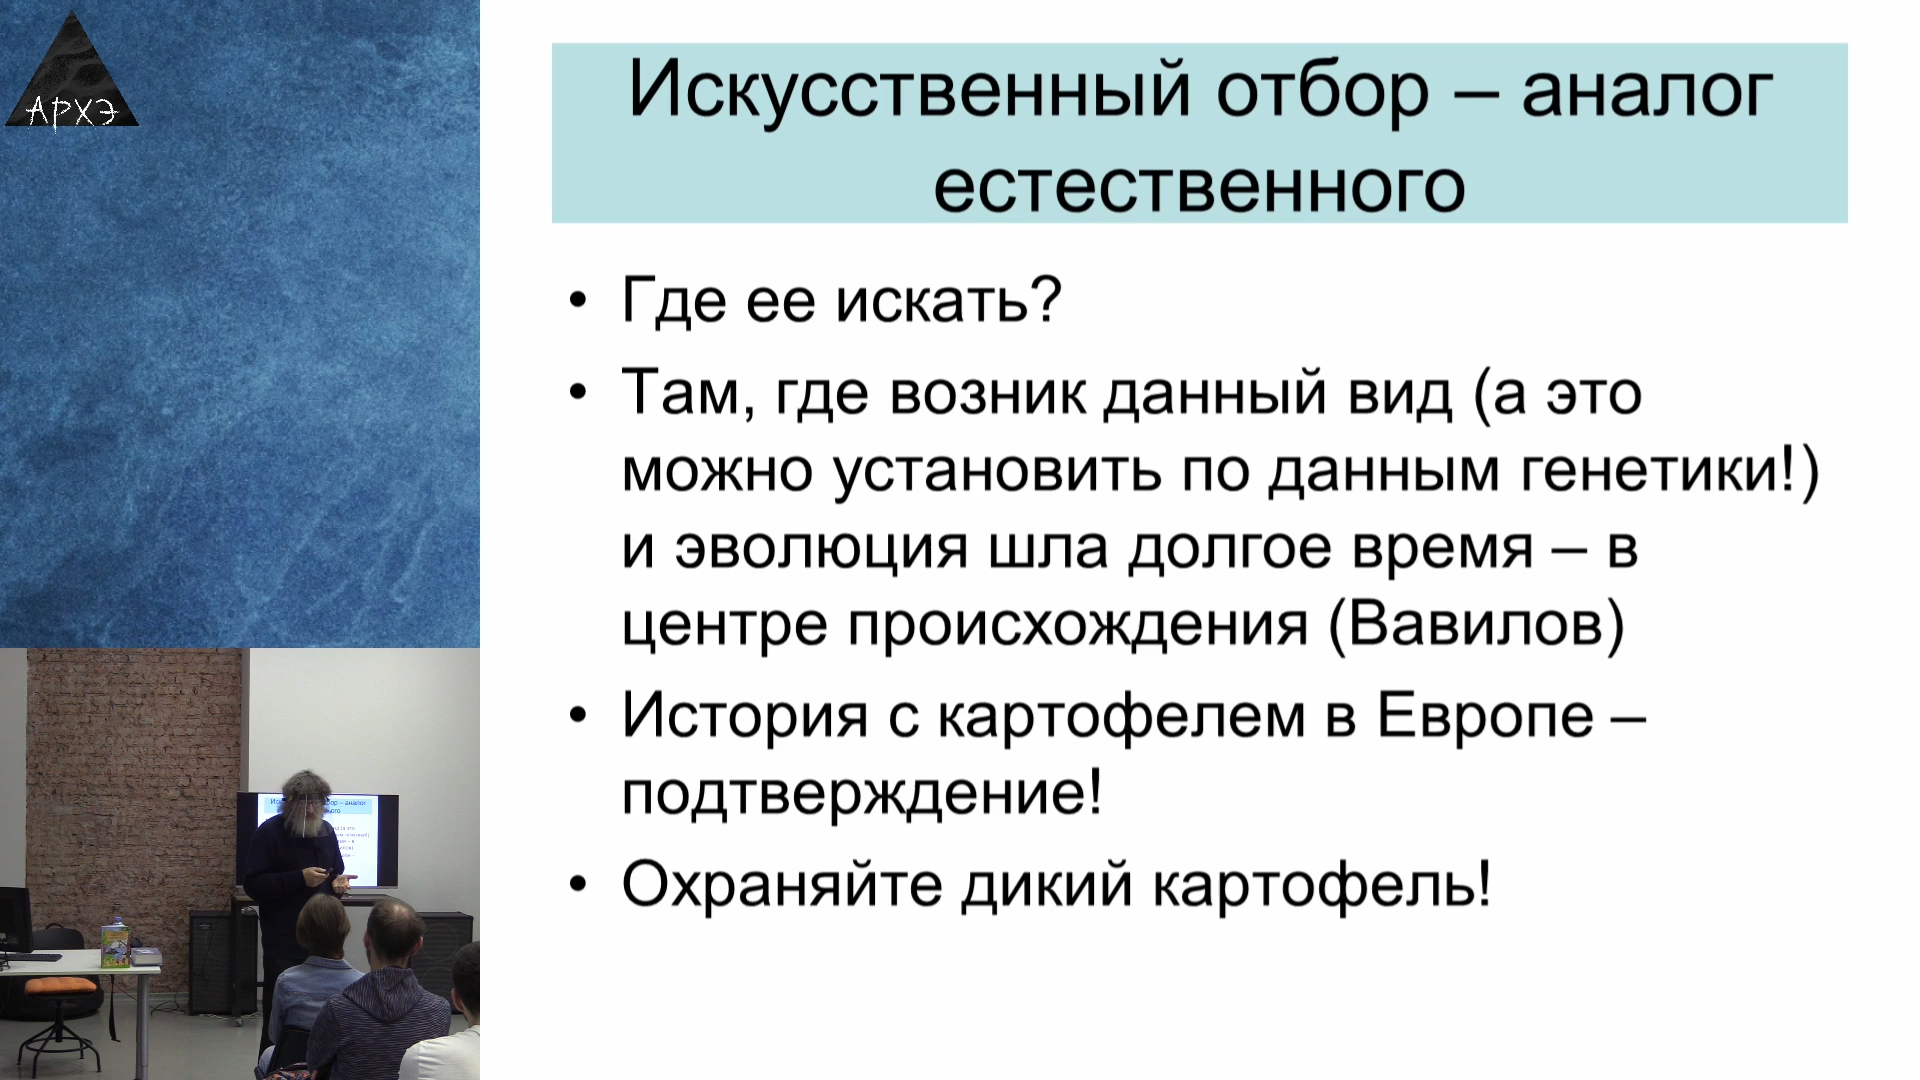 АРХЭ
Искусственный отбор – аналог
естественного
• Где ее искать?
• Там, где возник данный вид (а это
можно установить по данным генетики!)
и эволюция шла долгое время – в
центре происхождения (Вавилов)
• История с картофелем в Европе –
подтверждение!
• Охраняйте дикий картофель!